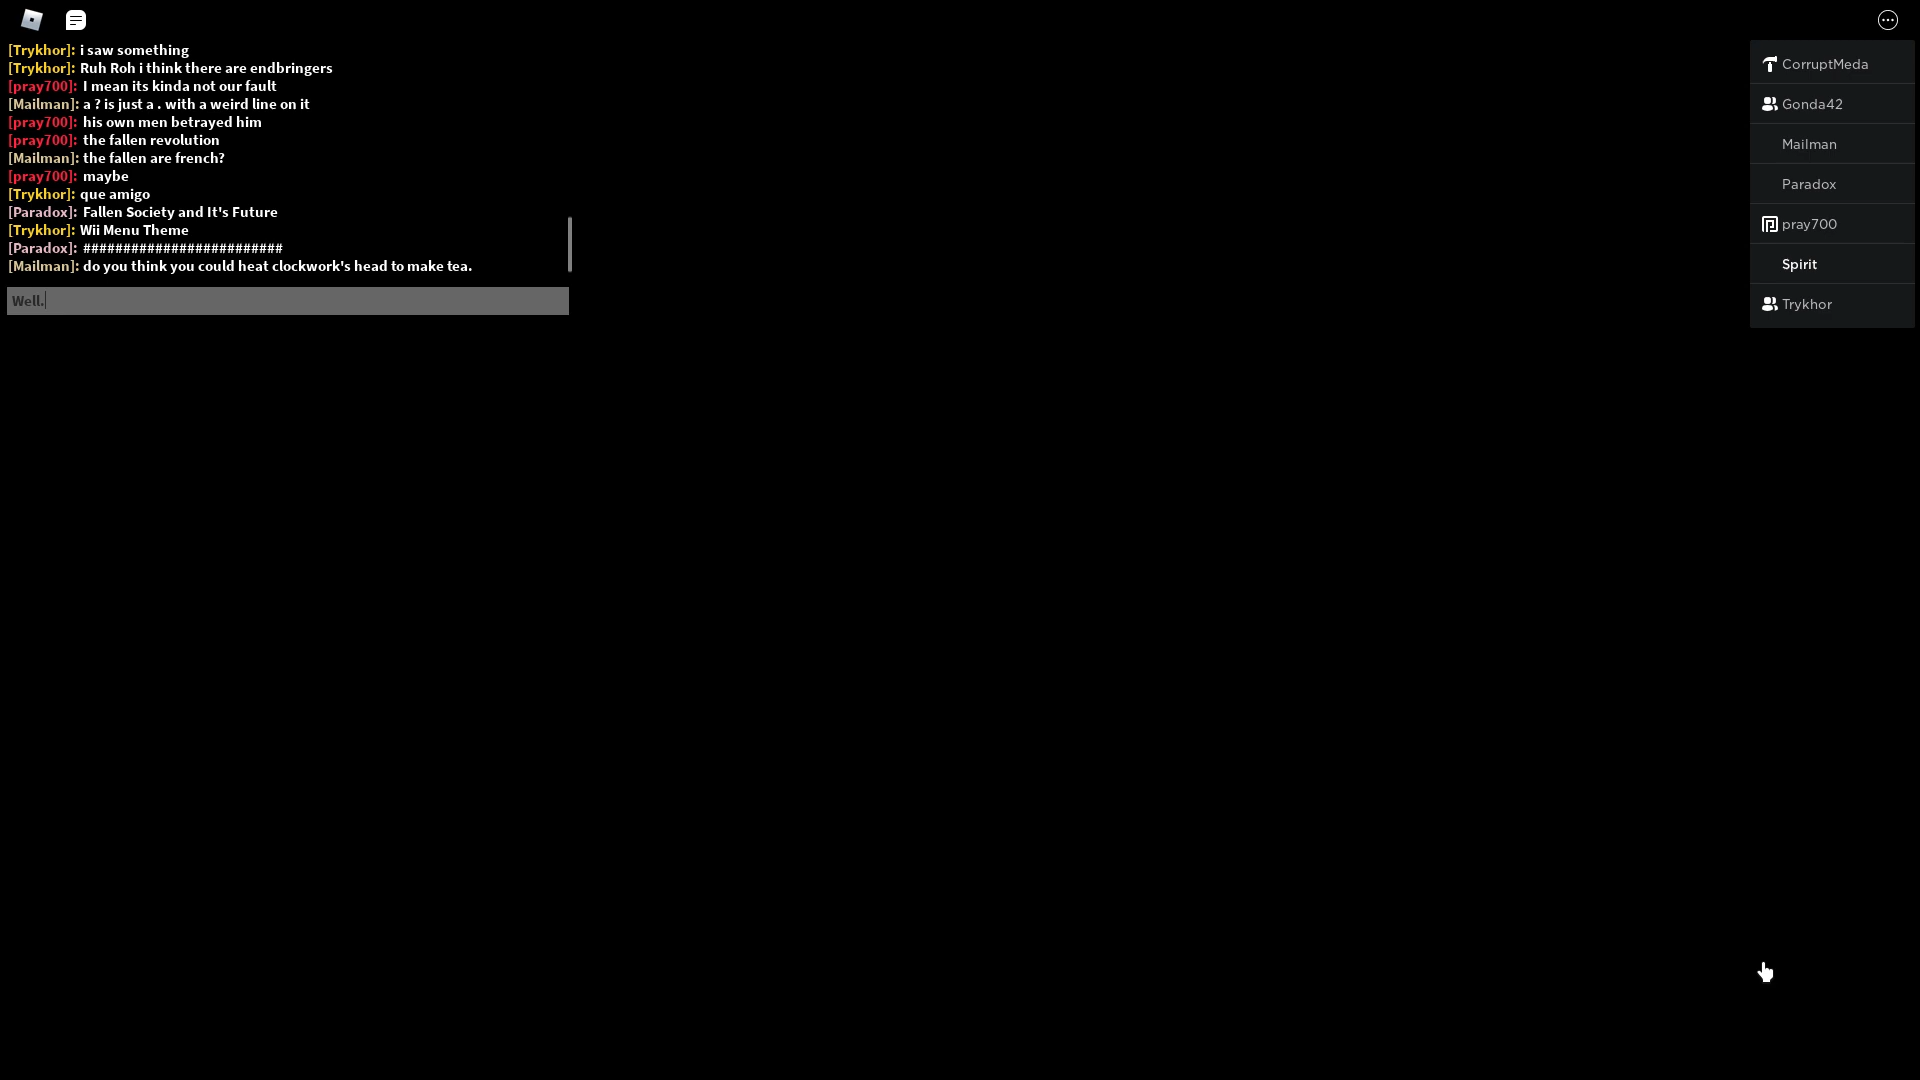 [Trykhor]: i saw something
[Trykhor]: Ruh Roh i think there are endbringers
[pray700]: I mean its kinda not our fault
[Mailman]: a ? is just a . with a weird line on it
[pray700]: his own men betrayed him
[pray700]: the fallen revolution
[Mailman]: the fallen are french?
[pray700]: maybe
[Trykhor]: que amigo
[Paradox]: Fallen Society and It's Future
[Trykhor]: Wii Menu Theme
[Paradox]: #########################
[Mailman]: do you think you could heat clockwork's head to make tea.
Well.
CorruptMeda
Gonda42
Mailman
Paradox
pray700
Spirit
Trykhor